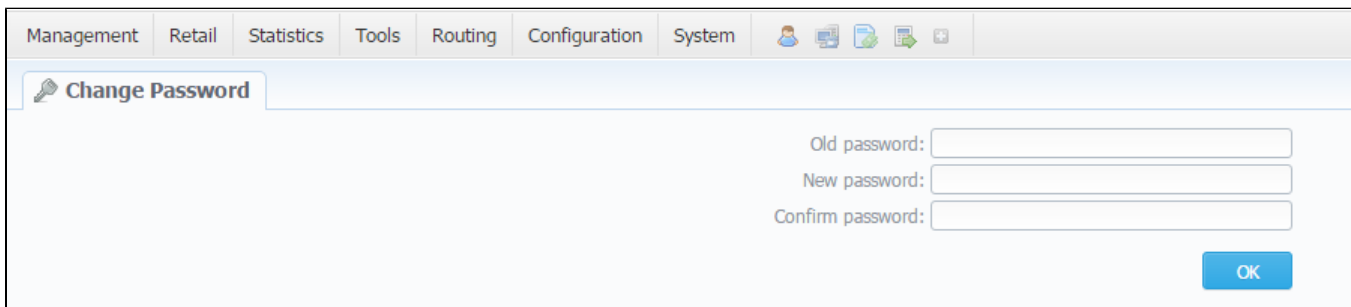 Management Retail Statistics Tools Routing Configuration System
Change Password
Old password:
New password:
Confirm password:
OK